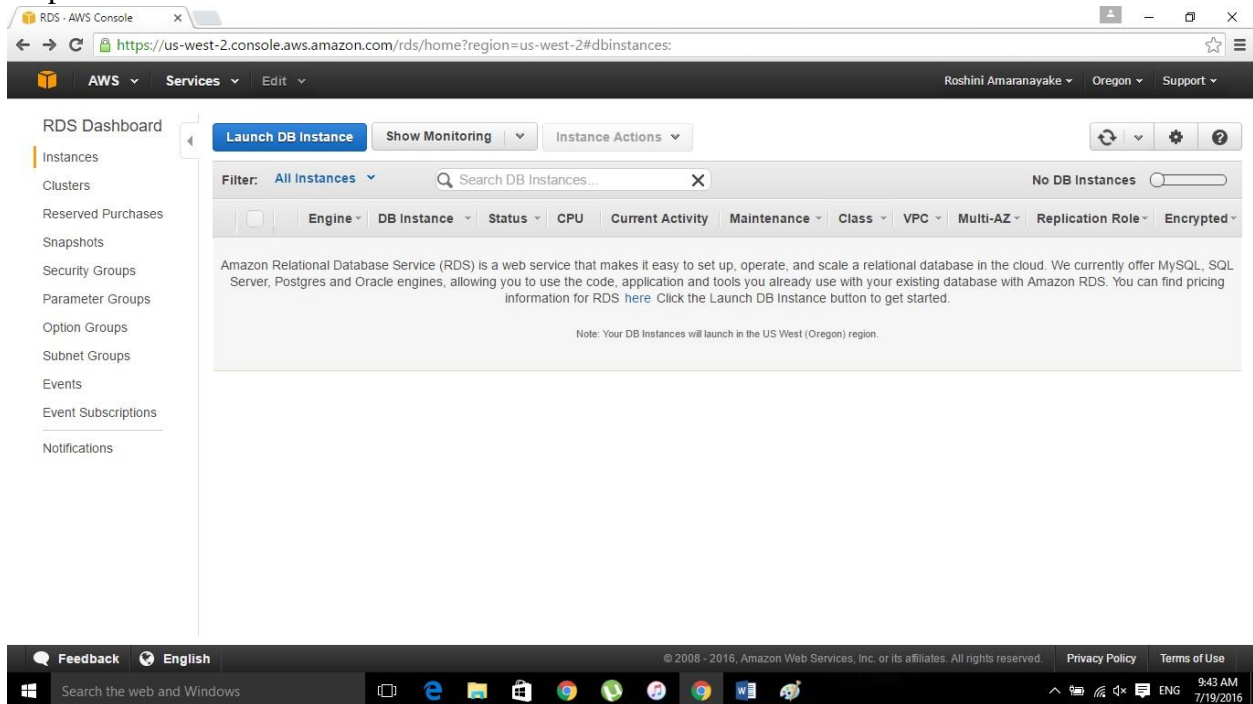 RDS · AWS Console
https://us-west-2.console.aws.amazon.com/rds/home?region=us-west-2#dbinstances:
AWS Services Edit Roshini Amaranayake Oregon Support
RDS Dashboard
Instances
Clusters
Reserved Purchases
Snapshots
Security Groups
Parameter Groups
Option Groups
Subnet Groups
Events
Event Subscriptions
Notifications
Launch DB Instance Show Monitoring Instance Actions
Filter: All Instances Search DB Instances... No DB Instances
Engine DB Instance Status CPU Current Activity Maintenance Class VPC Multi-AZ Replication Role Encrypted
Amazon Relational Database Service (RDS) is a web service that makes it easy to set up, operate, and scale a relational database in the cloud. We currently offer MySQL, SQL
Server, Postgres and Oracle engines, allowing you to use the code, application and tools you already use with your existing database with Amazon RDS. You can find pricing
information for RDS here Click the Launch DB Instance button to get started.
Note: Your DB Instances will launch in the US West (Oregon) region.
Feedback English © 2008 - 2016, Amazon Web Services, Inc. or its affiliates. All rights reserved. Privacy Policy Terms of Use
Search the web and Windows ENG 9:43 AM
7/19/2016